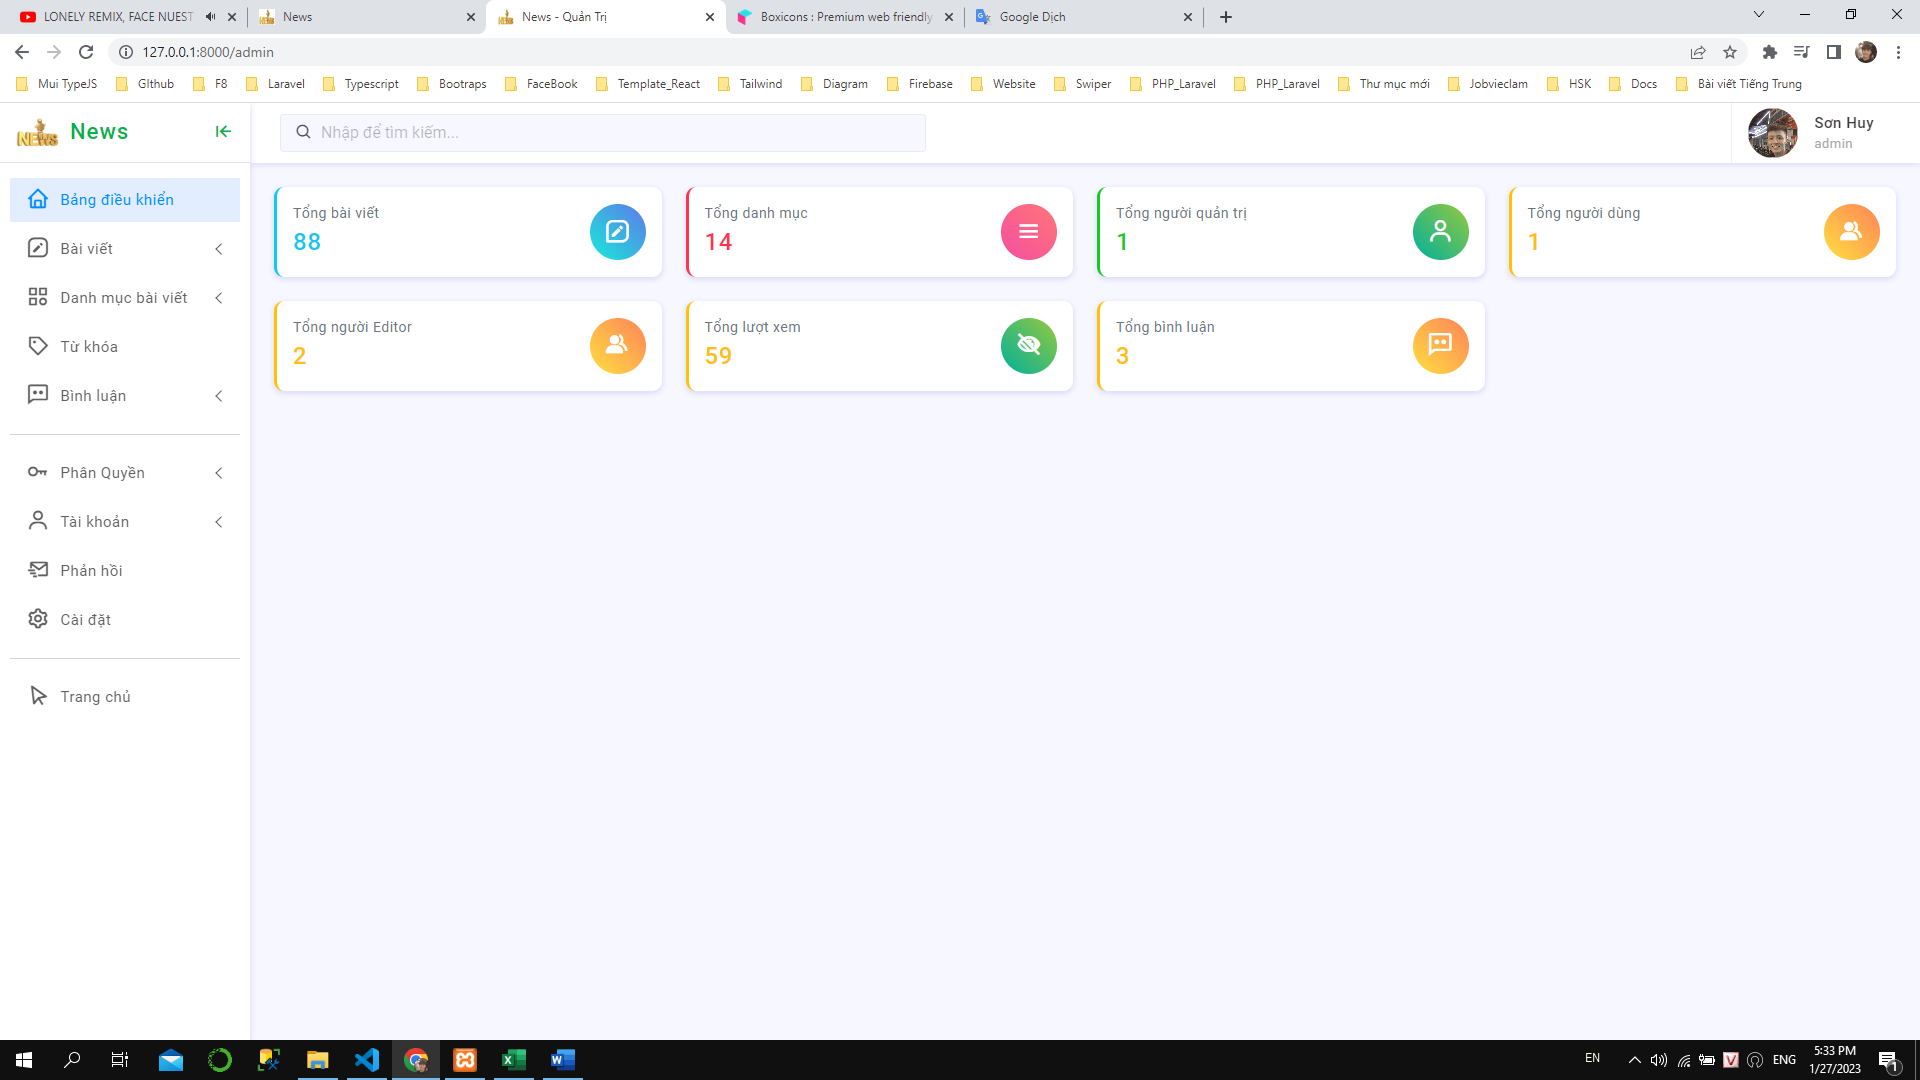 LONELY REMIX, FACE NUEST
News
News - Quản Trị
Boxicons : Premium web friendly
Google Dịch
127.0.0.1:8000/admin
Mui TypeJS
GIthub
F8
Laravel
Typescript
Bootraps
FaceBook
Template_React
Tailwind
Diagram
Firebase
Website
Swiper
PHP_Laravel
PHP_Laravel
Thư mục mới
Jobvieclam
HSK
Docs
Bài viết Tiếng Trung
NEWS
News
Nhập để tìm kiếm...
Sơn Huy
admin
Bảng điều khiển
Bài viết
Danh mục bài viết
Từ khóa
Bình luận
Phân Quyền
Tài khoản
Phản hồi
Cài đặt
Trang chủ
Tổng bài viết
88
Tổng danh mục
14
Tổng người quản trị
1
Tổng người dùng
1
Tổng người Editor
2
Tổng lượt xem
59
Tổng bình luận
3
EN
ENG
5:33 PM
1/27/2023
1